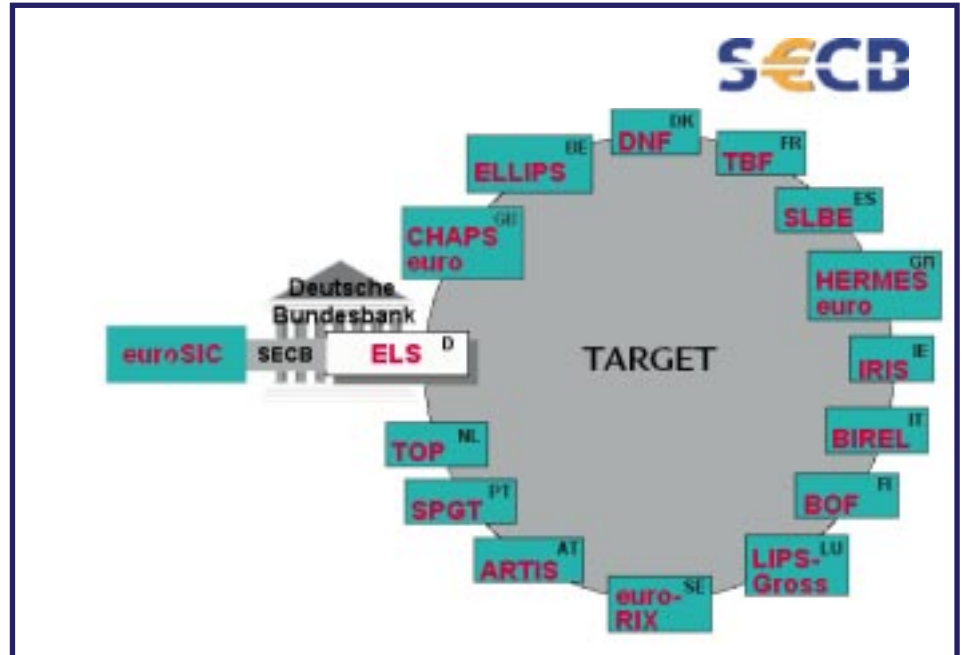 S€CB
DK
DNF
FR
TBF
BE
ELLIPS
ES
SLBE
GB
CHAPS
euro
GR
HERMES
euro
Deutsche
Bundesbank
euroSIC
SECB
ELS
D
TARGET
IE
IRIS
IT
BIREL
NL
TOP
FI
BOF
PT
SPGT
LU
LIPS-
Gross
AT
ARTIS
SE
euro-
RIX